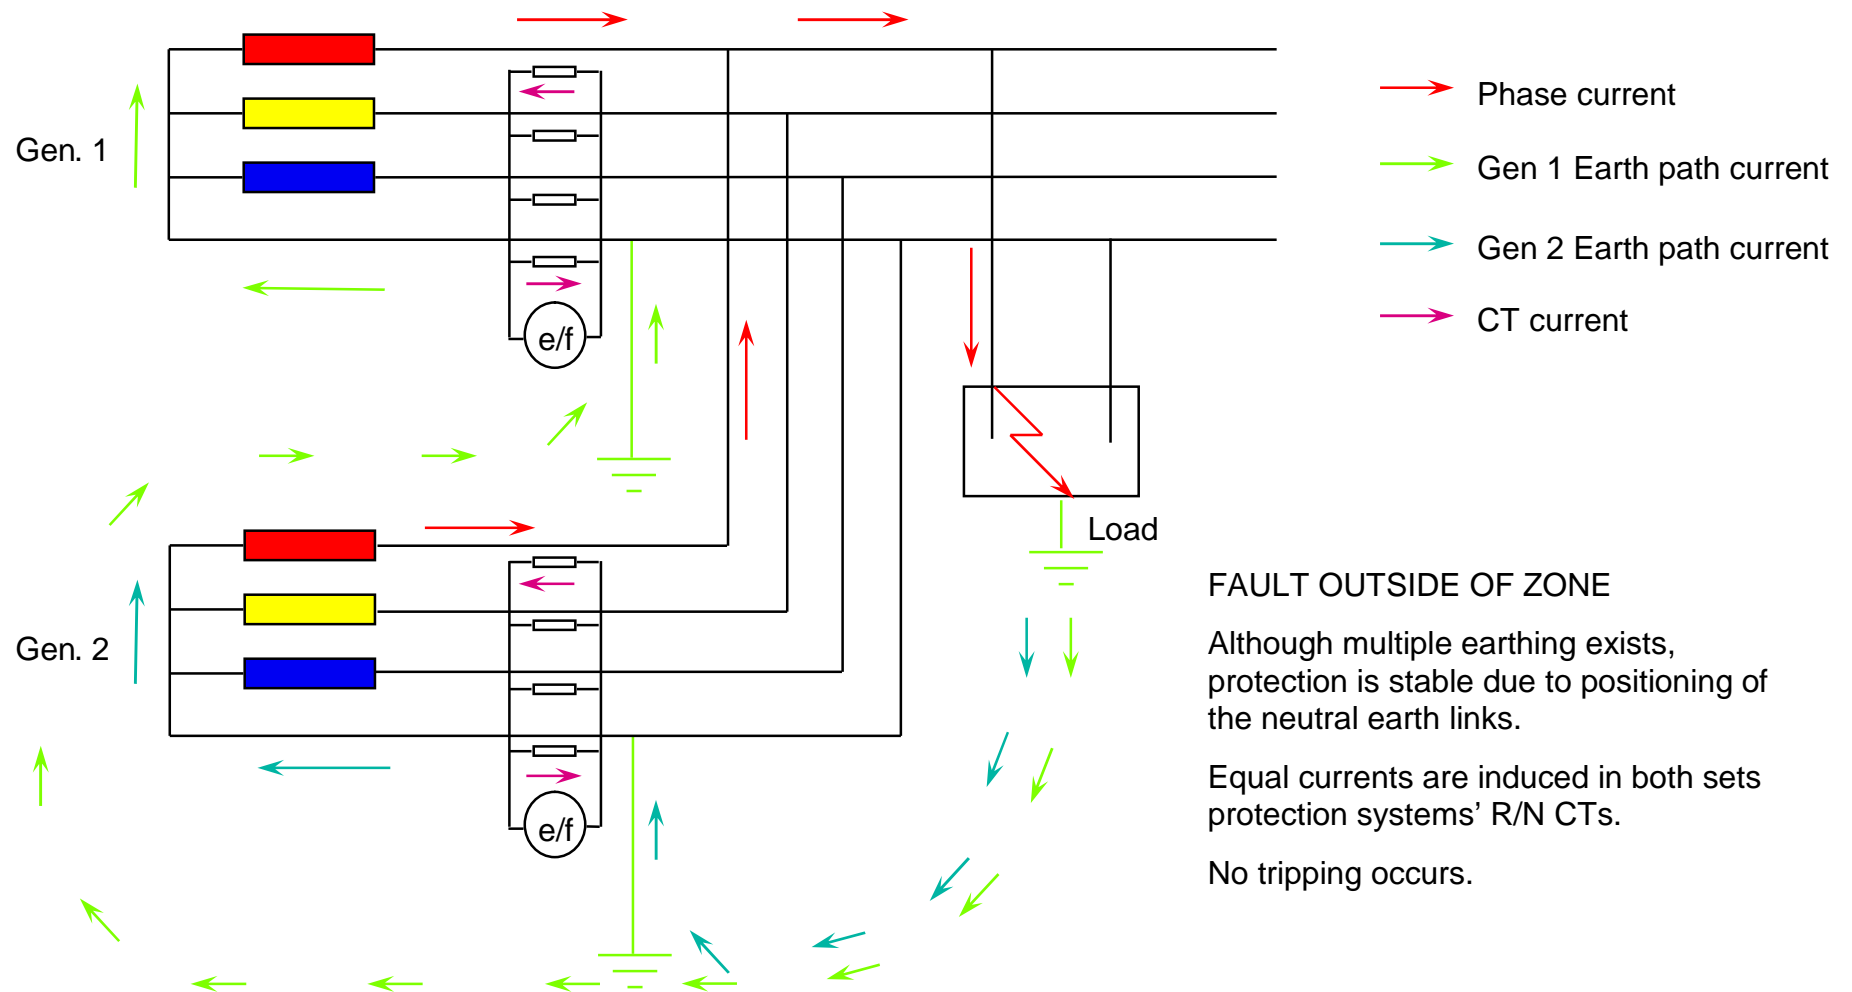 Gen. 1
e/f
Phase current
Gen 1 Earth path current
Gen 2 Earth path current
CT current
Gen. 2
e/f
Load
FAULT OUTSIDE OF ZONE
Although multiple earthing exists,
protection is stable due to positioning of
the neutral earth links.
Equal currents are induced in both sets
protection systems’ R/N CTs.
No tripping occurs.